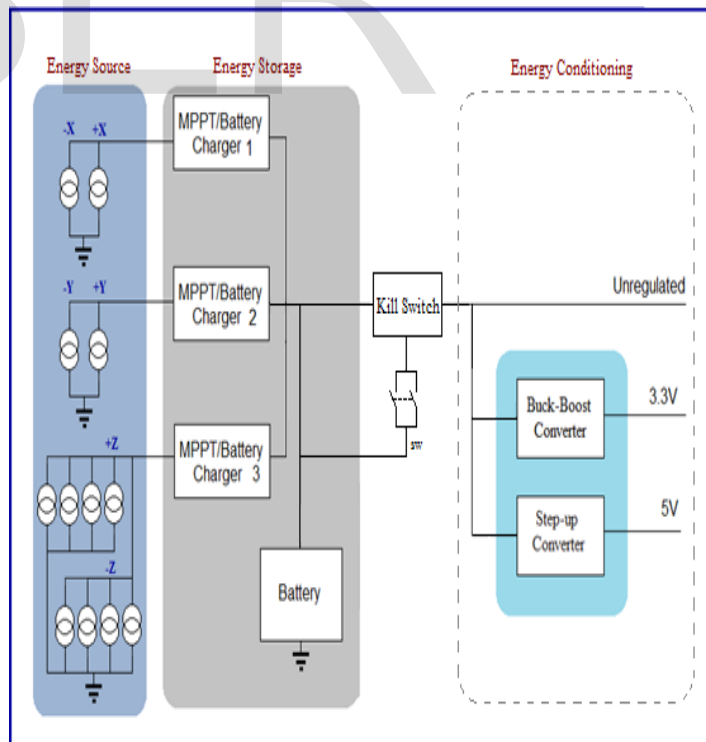 Energy Source
Energy Storage
Energy Conditioning
-X +X
MPPT/Battery
Charger 1
-Y +Y
MPPT/Battery
Charger 2
Kill Switch
Unregulated
Buck-Boost
Converter
3.3V
+Z
MPPT/Battery
Charger 3
sw
Step-up
Converter
5V
-Z
Battery